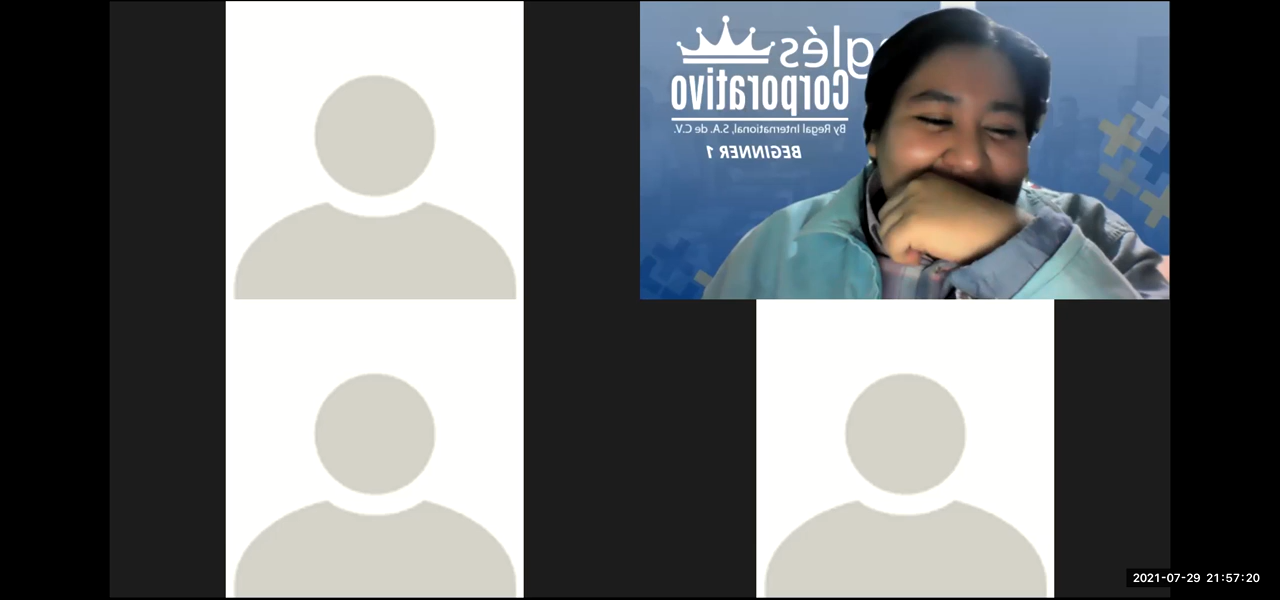 glés
Corporativo
By Regal International, S.A. de C.V.
BEGINNER 1
2021-07-29 21:57:20